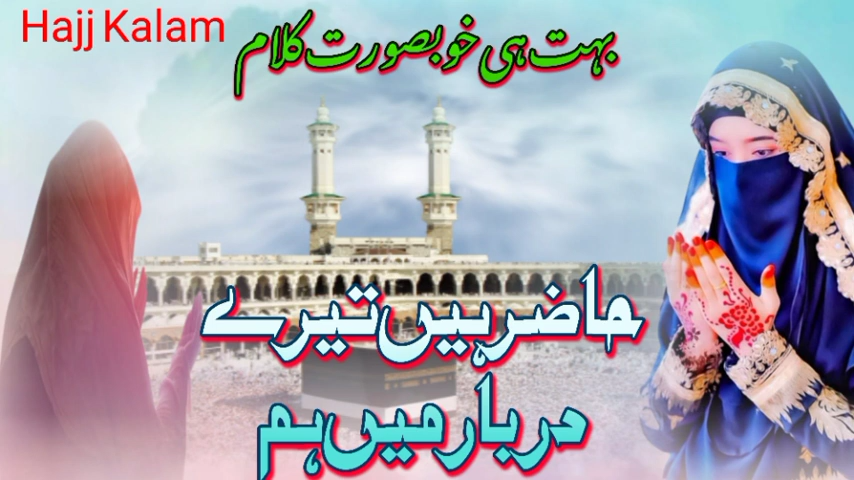 Hajj Kalam
بہت ہی خوبصورت کلام
حاضر ہیں تیرے
دربار میں ہم